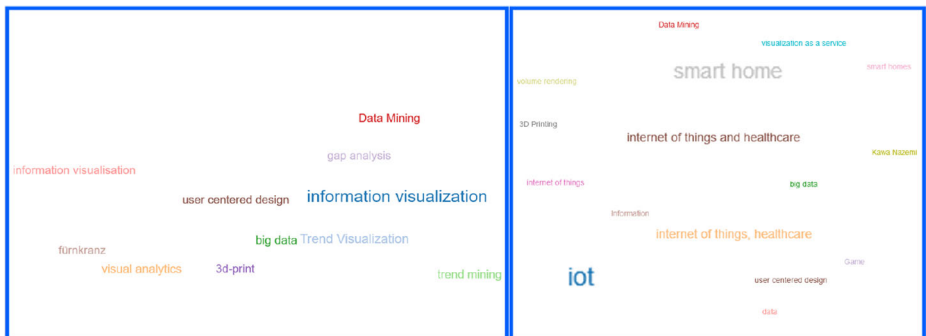 Data Mining
gap analysis
information visualisation
user centered design
information visualization
big data
Trend Visualization
fürnkranz
visual analytics
3d-print
trend mining
Data Mining
visualization as a service
smart home
smart homes
volume rendering
3D Printing
internet of things and healthcare
Kawa Nazemi
internet of things
big data
Information
internet of things, healthcare
Game
iot
user centered design
data